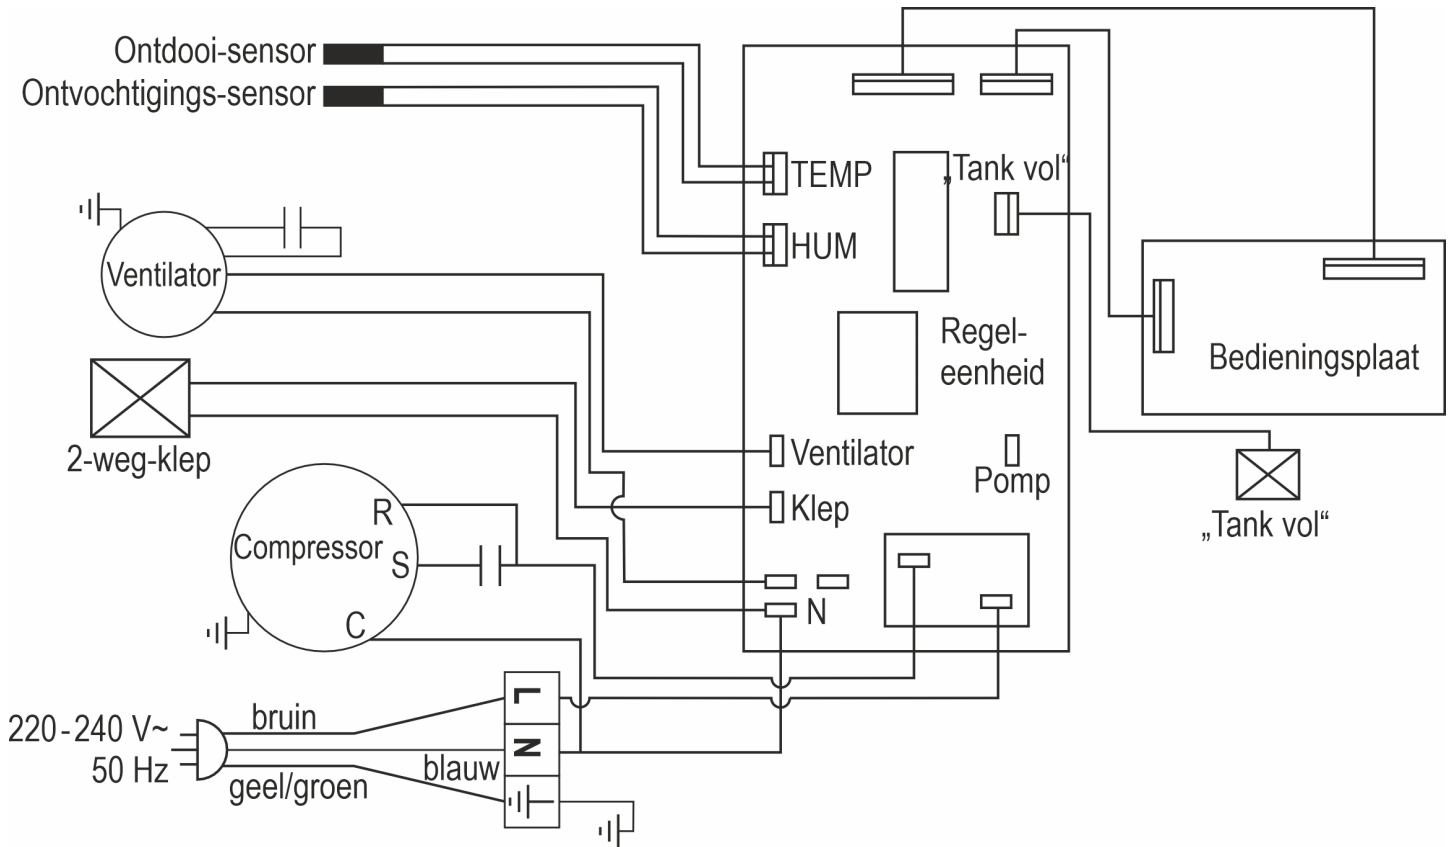 Ontdooi-sensor
Ontvochtigings-sensor
TEMP
„Tank vol“
HUM
Ventilator
Regel-
eenheid
Bedieningsplaat
2-weg-klep
Ventilator
Pomp
Klep
„Tank vol“
R
Compressor
S
C
N
L
bruin
220-240 V~
50 Hz
N
blauw
geel/groen